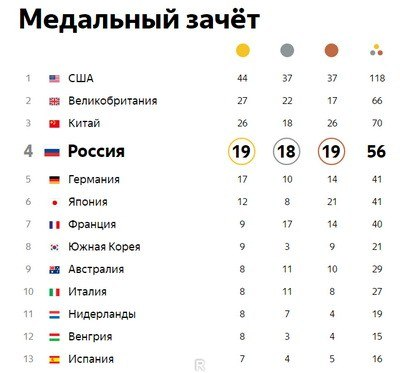 Медальный зачёт
1 США 44 37 37 118
2 Великобритания 27 22 17 66
3 Китай 26 18 26 70
4 Россия 19 18 19 56
5 Германия 17 10 14 41
6 Япония 12 8 21 41
7 Франция 9 17 14 40
8 Южная Корея 9 3 9 21
9 Австралия 8 11 10 29
10 Италия 8 11 8 27
11 Нидерланды 8 7 4 19
12 Венгрия 8 3 4 15
13 Испания 7 4 5 16